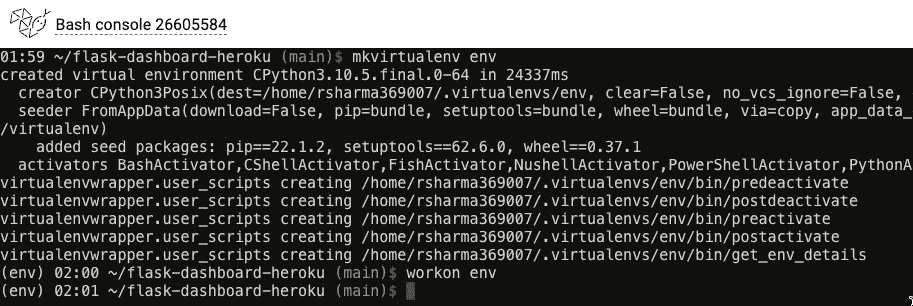 Bash console 26605584
01:59 ~/flask-dashboard-heroku (main)$ mkvirtualenv env
created virtual environment CPython3.10.5.final.0-64 in 24337ms
  creator CPython3Posix(dest=/home/rsharma369007/.virtualenvs/env, clear=False, no_vcs_ignore=False,
  seeder FromAppData(download=False, pip=bundle, setuptools=bundle, wheel=bundle, via=copy, app_data_
/virtualenv)
    added seed packages: pip==22.1.2, setuptools==62.6.0, wheel==0.37.1
  activators BashActivator,CShellActivator,FishActivator,NushellActivator,PowerShellActivator,PythonA
virtualenvwrapper.user_scripts creating /home/rsharma369007/.virtualenvs/env/bin/predeactivate
virtualenvwrapper.user_scripts creating /home/rsharma369007/.virtualenvs/env/bin/postdeactivate
virtualenvwrapper.user_scripts creating /home/rsharma369007/.virtualenvs/env/bin/preactivate
virtualenvwrapper.user_scripts creating /home/rsharma369007/.virtualenvs/env/bin/postactivate
virtualenvwrapper.user_scripts creating /home/rsharma369007/.virtualenvs/env/bin/get_env_details
(env) 02:00 ~/flask-dashboard-heroku (main)$ workon env
(env) 02:01 ~/flask-dashboard-heroku (main)$